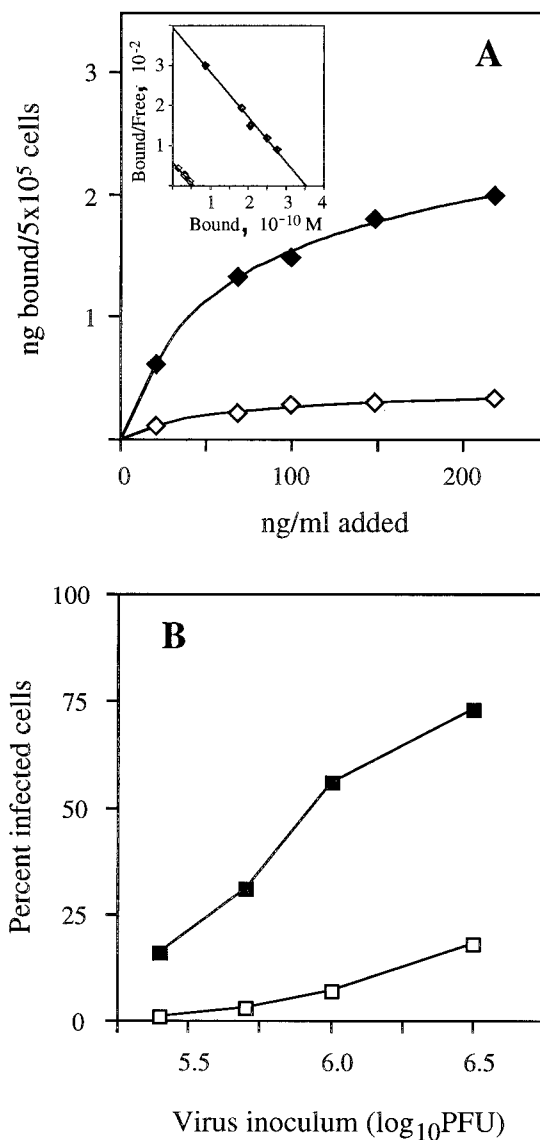 A
3
2
1
ng bound/5x10⁵ cells
Bound/Free; 10⁻²
3
2
1
1 2 3 4
Bound, 10⁻¹⁰ M
0 100 200
ng/ml added
B
100
75
50
25
0
Percent infected cells
5.5 6.0 6.5
Virus inoculum (log₁₀PFU)